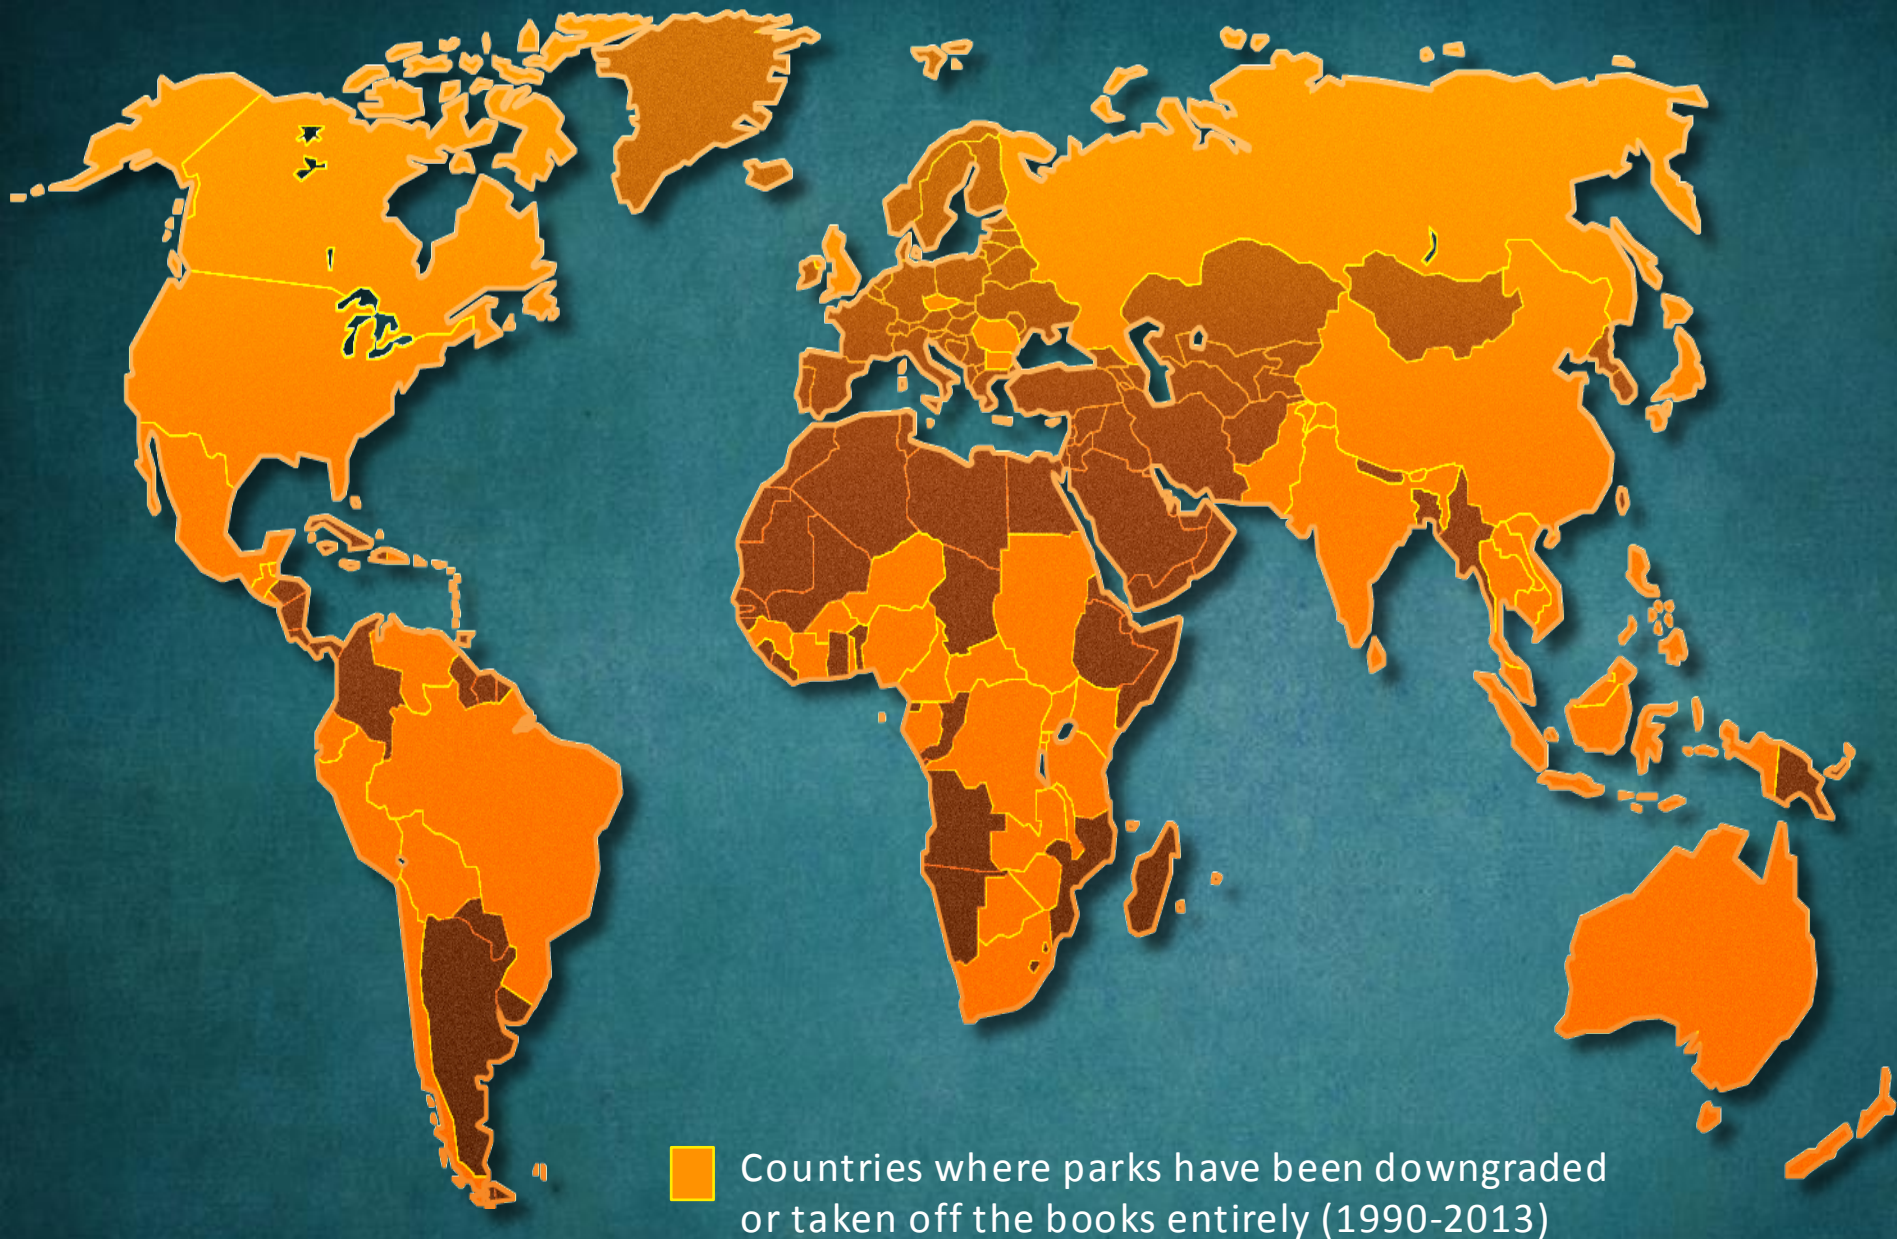 Countries where parks have been downgraded
or taken off the books entirely (1990-2013)